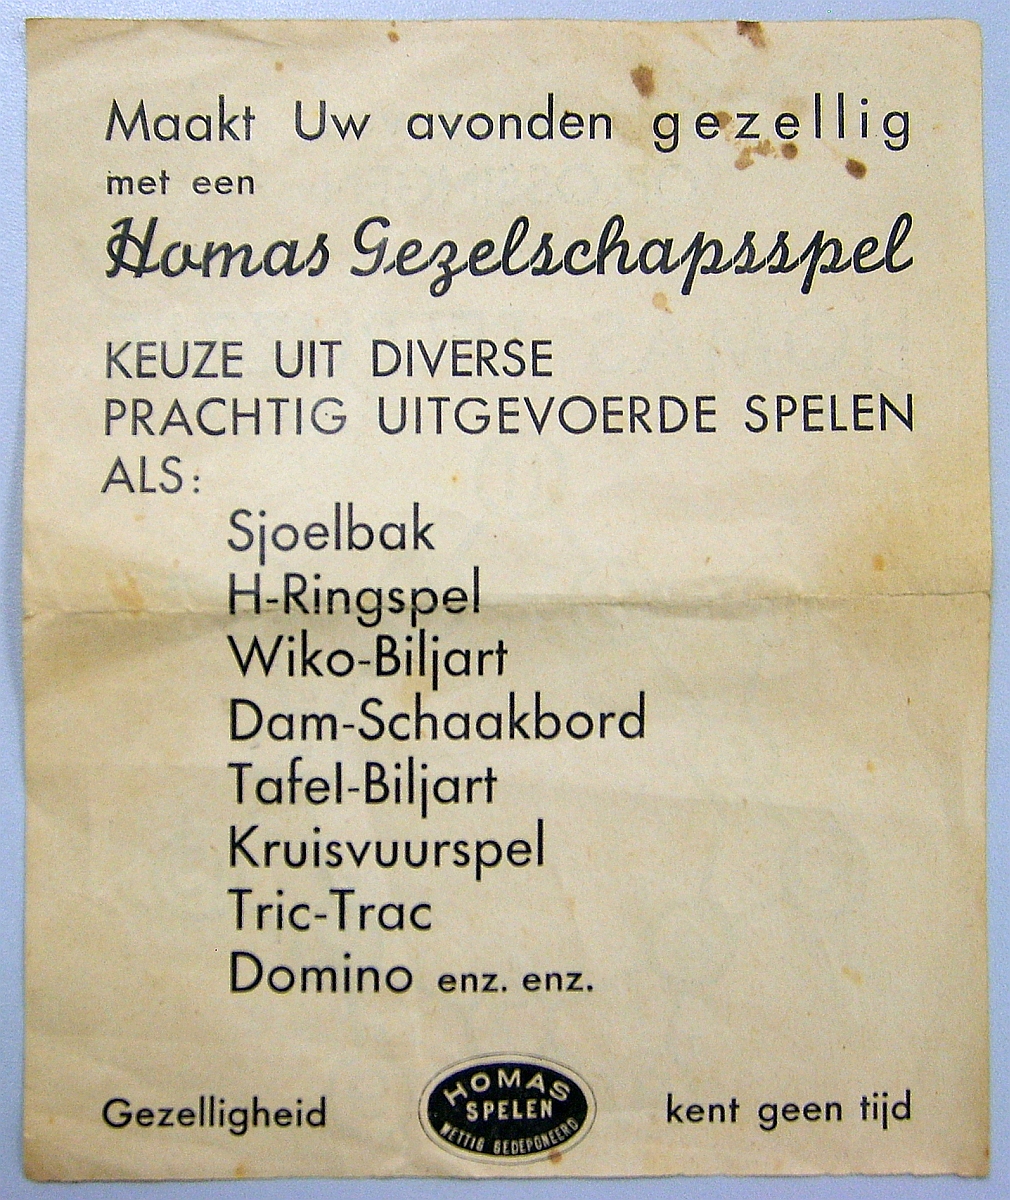 Maakt Uw avonden gezellig
met een
Homas Gezelschapsspel
KEUZE UIT DIVERSE
PRACHTIG UITGEVOERDE SPELEN
ALS:
Sjoelbak
H-Ringspel
Wiko-Biljart
Dam-Schaakbord
Tafel-Biljart
Kruisvuurspel
Tric-Trac
Domino enz. enz.
Gezelligheid
HOMAS
SPELEN
WETTIG GEDEPONEERD
kent geen tijd